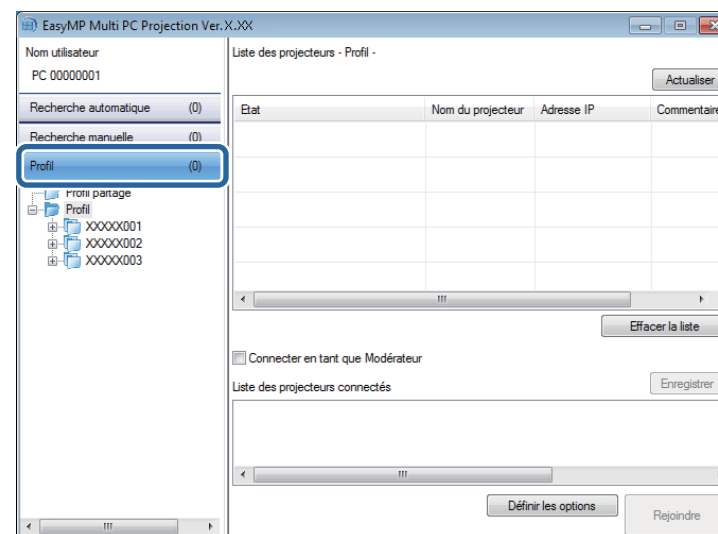 EasyMP Multi PC Projection Ver.X.XX
Nom utilisateur
PC 00000001
Recherche automatique (0)
Recherche manuelle (0)
Profil (0)
Profil partage
Profil
XXXXX001
XXXXX002
XXXXX003
Liste des projecteurs - Profil -
Actualiser
Etat Nom du projecteur Adresse IP Commentaire
Effacer la liste
Connecter en tant que Modérateur
Liste des projecteurs connectés
Enregistrer
Définir les options
Rejoindre